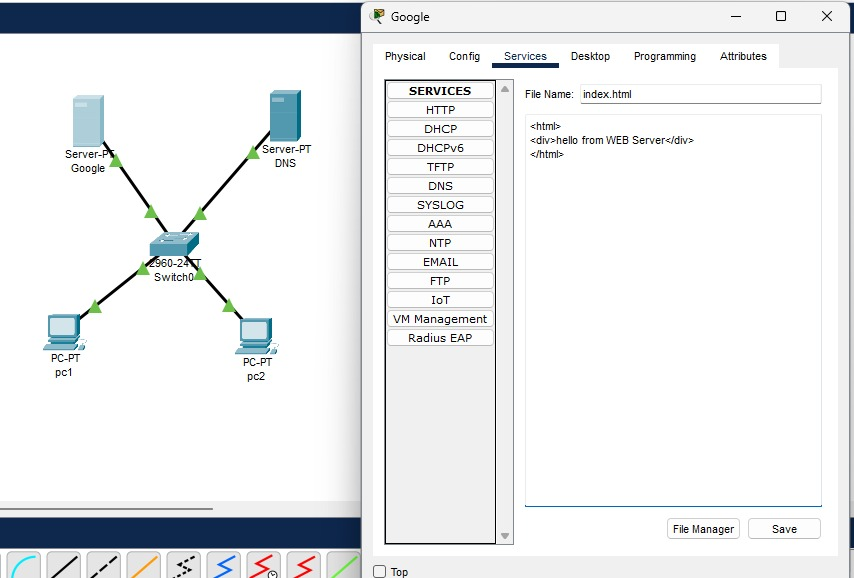 Google
Physical Config Services Desktop Programming Attributes
SERVICES
HTTP
DHCP
DHCPv6
TFTP
DNS
SYSLOG
AAA
NTP
EMAIL
FTP
IoT
VM Management
Radius EAP
File Name: index.html
<html>
<div>hello from WEB Server</div>
</html>
File Manager Save
Top
Server-PT
Google
Server-PT
DNS
2960-24TT
Switch0
PC-PT
pc1
PC-PT
pc2